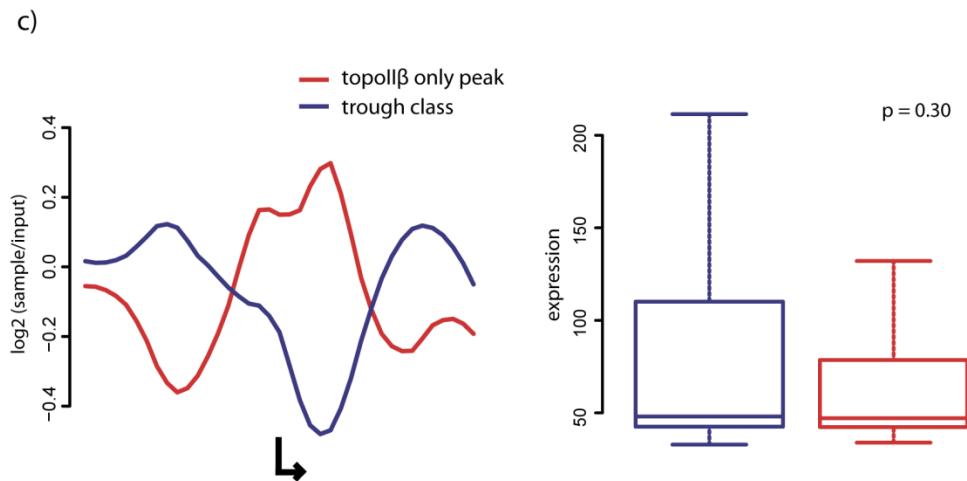 c)
topoIIβ only peak
trough class
log2 (sample/input)
0.4
0.2
0.0
−0.2
−0.4
p = 0.30
expression
200
150
100
50